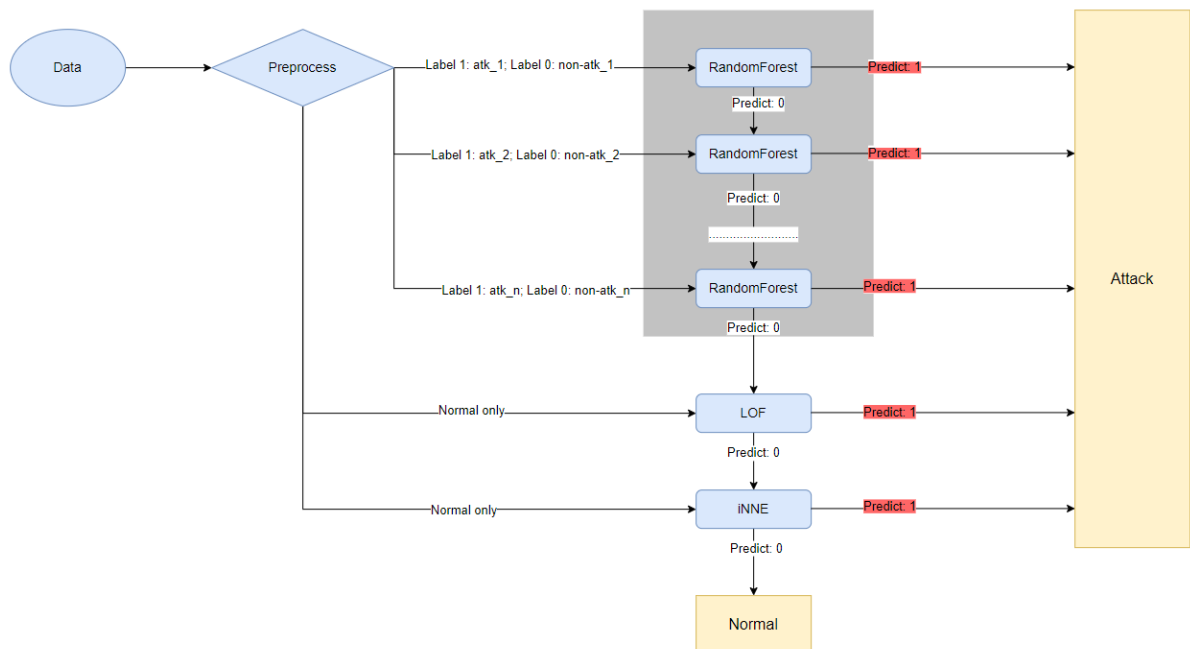 Data
Preprocess
Label 1: atk_1; Label 0: non-atk_1
RandomForest
Predict: 1
Predict: 0
Label 1: atk_2; Label 0: non-atk_2
RandomForest
Predict: 1
Predict: 0
........................
Label 1: atk_n; Label 0: non-atk_n
RandomForest
Predict: 1
Attack
Predict: 0
Normal only
LOF
Predict: 1
Predict: 0
Normal only
iNNE
Predict: 1
Predict: 0
Normal